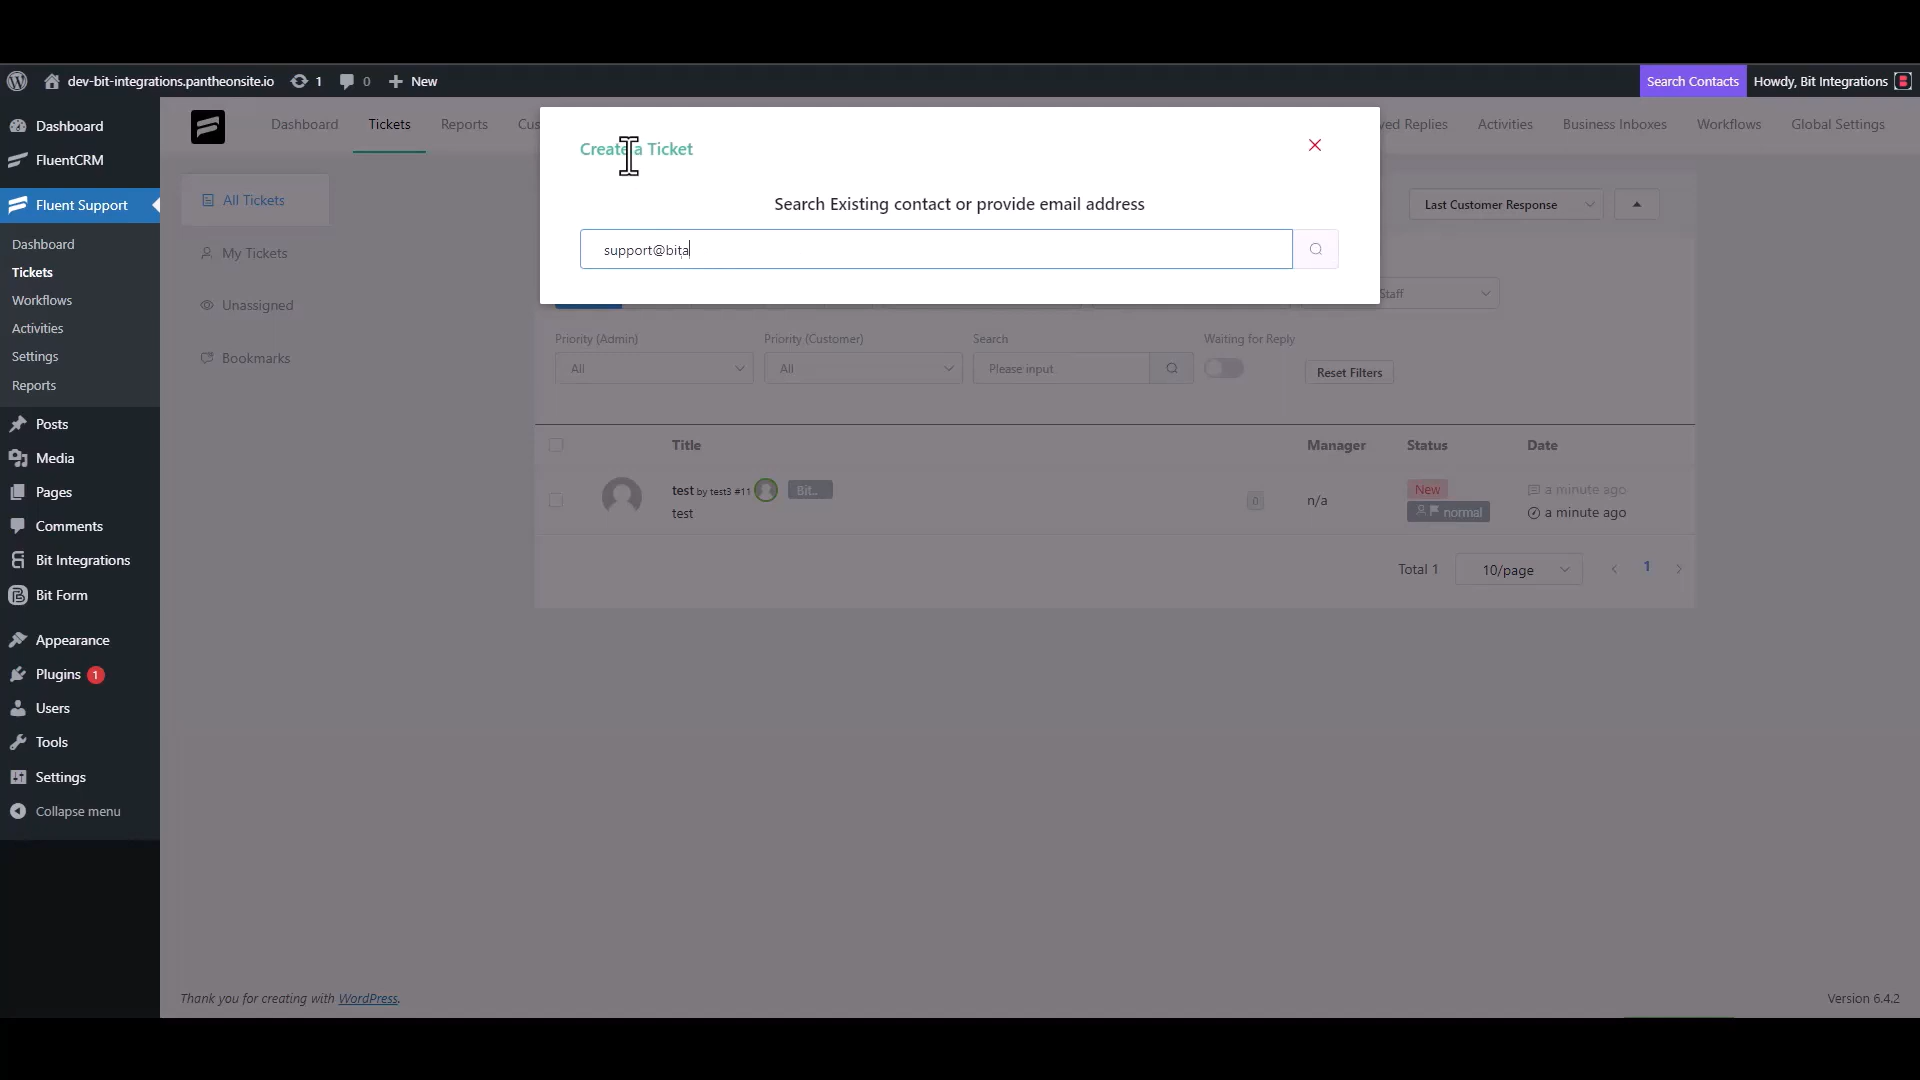 dev-bit-integrations.pantheonsite.io 1 0 New Search Contacts Howdy, Bit Integrations
Dashboard
FluentCRM
Fluent Support
Dashboard
Tickets
Workflows
Activities
Settings
Reports
Posts
Media
Pages
Comments
Bit Integrations
Bit Form
Appearance
Plugins 1
Users
Tools
Settings
Collapse menu
Dashboard Tickets Reports Cus ved Replies Activities Business Inboxes Workflows Global Settings
All Tickets
My Tickets
Unassigned
Bookmarks
Create a Ticket
Search Existing contact or provide email address
support@bita
Last Customer Response
Staff
Priority (Admin) Priority (Customer) Search Waiting for Reply
All All Please input Reset Filters
Title Manager Status Date
test by test3 #11 Bit... 0 n/a New a minute ago
test normal a minute ago
Total 1 10/page 1
Thank you for creating with WordPress. Version 6.4.2